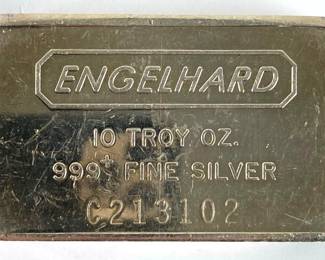 ENGELHARD
10 TROY OZ.
999+ FINE SILVER
C213102